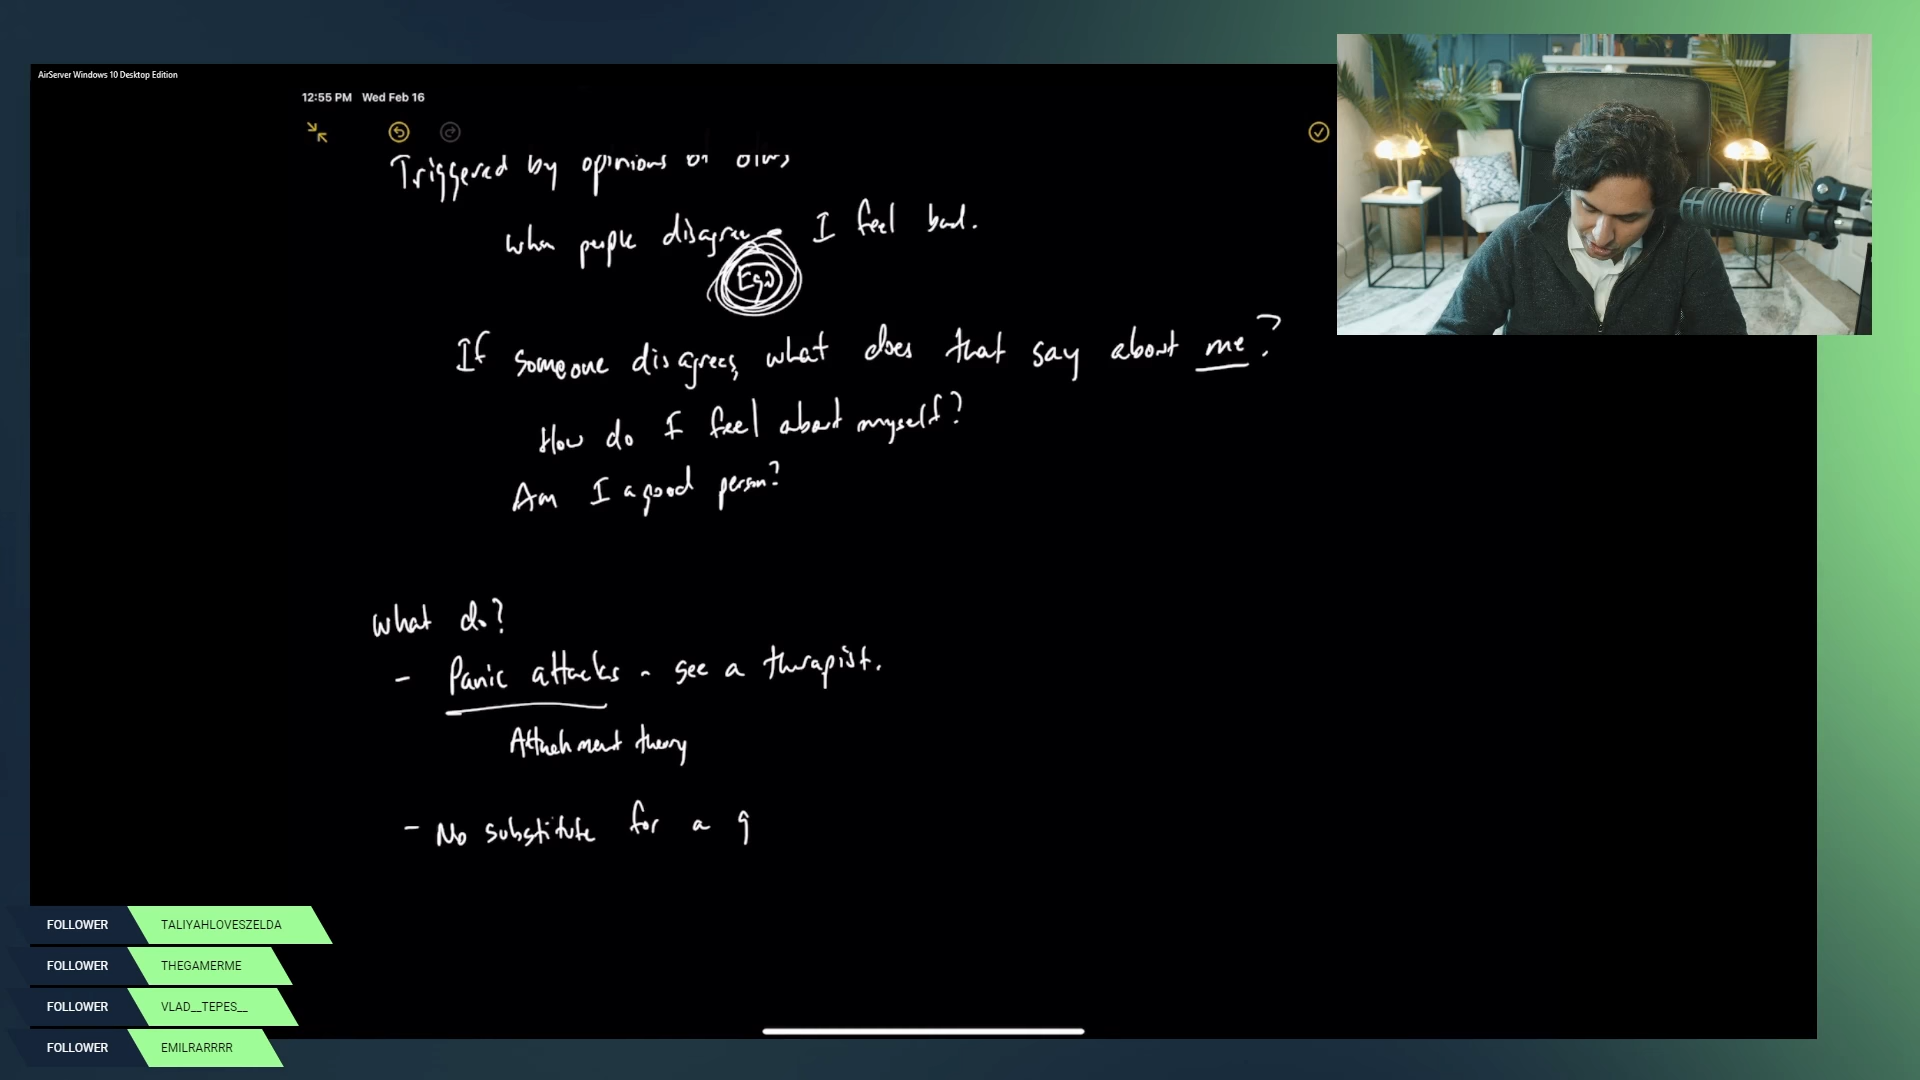 AirServer Windows 10 Desktop Edition
12:55 PM Wed Feb 16
Triggered by opinions of
when people disagree - I feel bad.
Ego
If someone disagrees, what does that say about me?
How do I feel about myself?
Am I a good person?
What do?
- Panic attacks - see a therapist.
Attachment theory
- No substitute for a g
FOLLOWER TALIYAHLOVESZELDA
FOLLOWER THEGAMERME
FOLLOWER VLAD__TEPES__
FOLLOWER EMILRARRRR